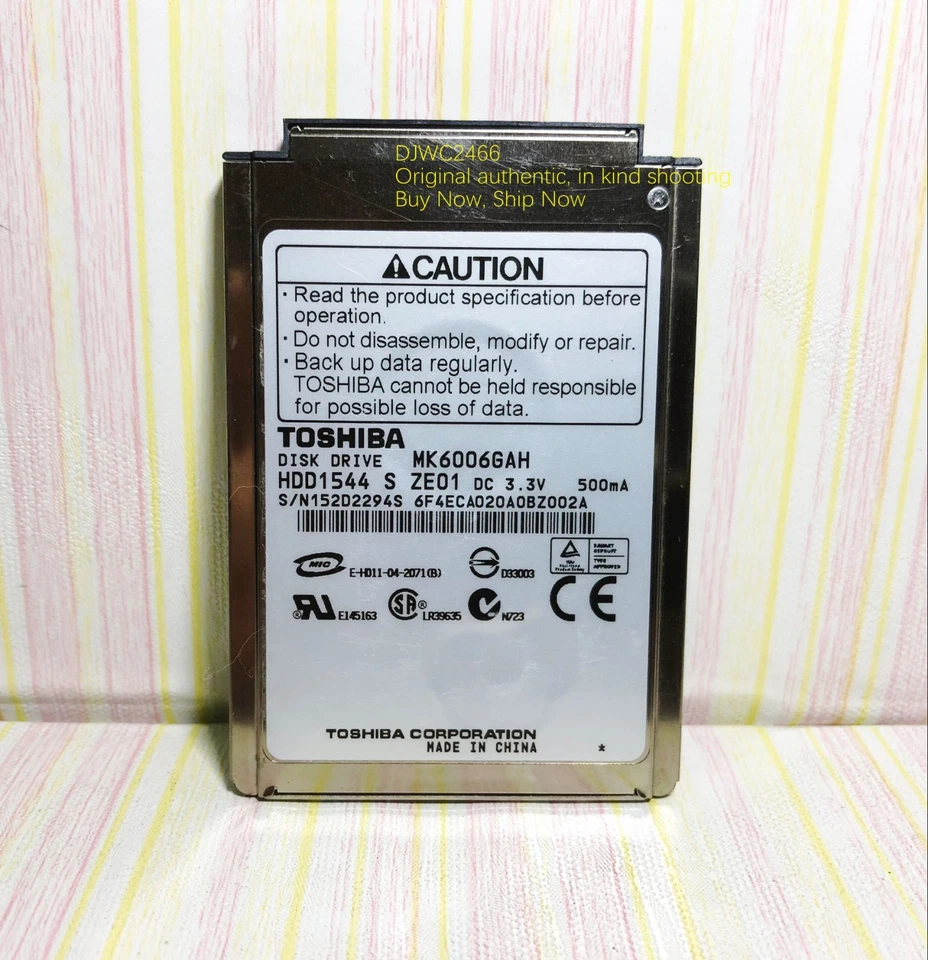 DJWC2466
Original authentic, in kind shooting
Buy Now, Ship Now
CAUTION
· Read the product specification before
operation.
· Do not disassemble, modify or repair.
· Back up data regularly.
TOSHIBA cannot be held responsible
for possible loss of data.
TOSHIBA
DISK DRIVE MK6006GAH
HDD1544 S ZE01 DC 3.3V 500mA
S/N152D2294S 6F4ECA020A0BZ002A
MIC E-HD11-04-2071(B) D33003
E145163 LR39635 N723 CE
TOSHIBA CORPORATION
MADE IN CHINA *